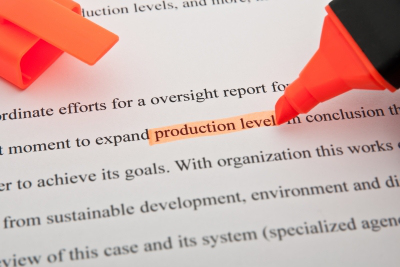 luction levels, and more, a
ordinate efforts for a oversight report fo
t moment to expand production level in conclusion th
er to achieve its goals. With organization this works
from sustainable development, environment and di
view of this case and its system (specialized agen